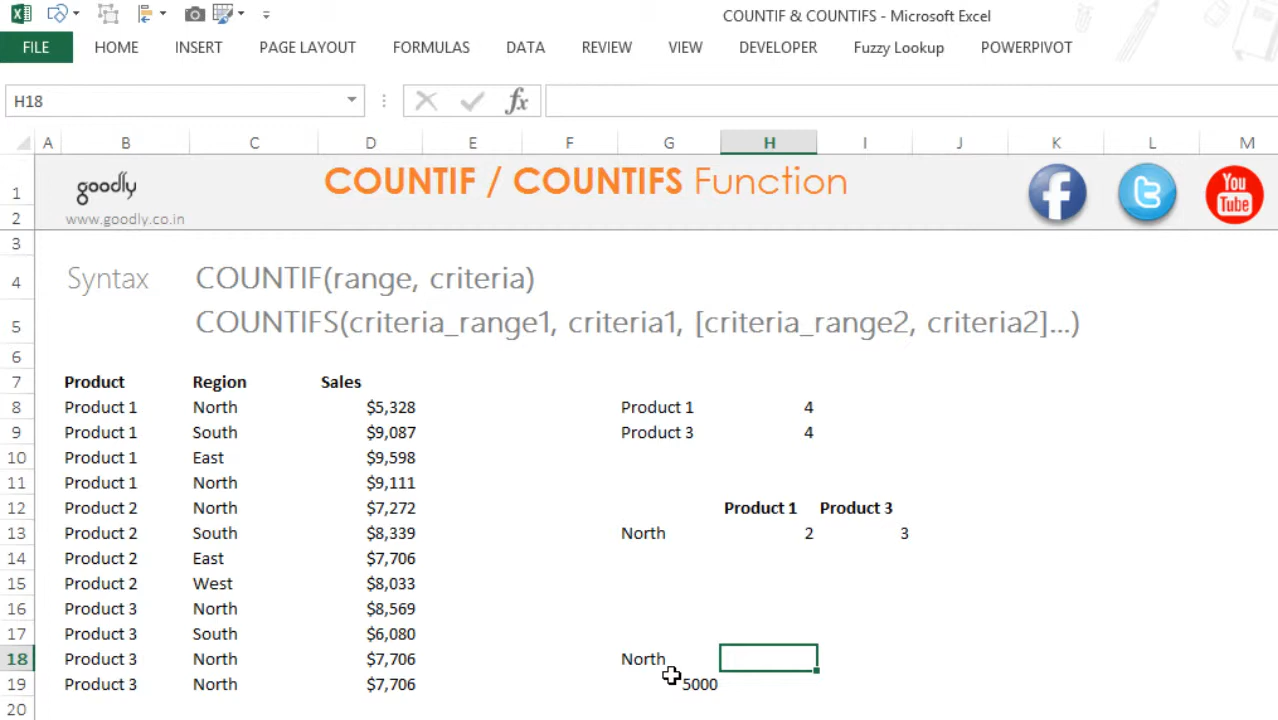 COUNTIF & COUNTIFS - Microsoft Excel
FILE HOME INSERT PAGE LAYOUT FORMULAS DATA REVIEW VIEW DEVELOPER Fuzzy Lookup POWERPIVOT
H18 fx
A B C D E F G H I J K L M
1 goodly COUNTIF / COUNTIFS Function f t You Tube
2 www.goodly.co.in
3
4 Syntax COUNTIF(range, criteria)
5 COUNTIFS(criteria_range1, criteria1, [criteria_range2, criteria2]...)
6
7 Product Region Sales
8 Product 1 North $5,328 Product 1 4
9 Product 1 South $9,087 Product 3 4
10 Product 1 East $9,598
11 Product 1 North $9,111
12 Product 2 North $7,272 Product 1 Product 3
13 Product 2 South $8,339 North 2 3
14 Product 2 East $7,706
15 Product 2 West $8,033
16 Product 3 North $8,569
17 Product 3 South $6,080
18 Product 3 North $7,706 North
19 Product 3 North $7,706 5000
20